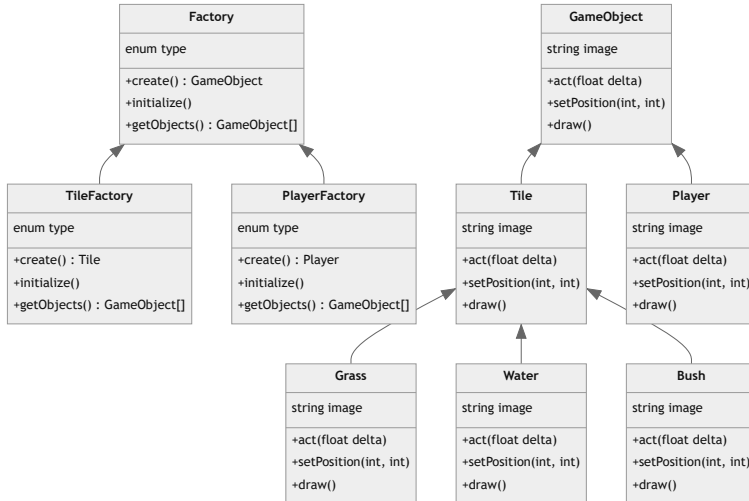 Factory
enum type
+create() : GameObject
+initialize()
+getObjects() : GameObject[]
GameObject
string image
+act(float delta)
+setPosition(int, int)
+draw()
TileFactory
enum type
+create() : Tile
+initialize()
+getObjects() : GameObject[]
PlayerFactory
enum type
+create() : Player
+initialize()
+getObjects() : GameObject[]
Tile
string image
+act(float delta)
+setPosition(int, int)
+draw()
Player
string image
+act(float delta)
+setPosition(int, int)
+draw()
Grass
string image
+act(float delta)
+setPosition(int, int)
+draw()
Water
string image
+act(float delta)
+setPosition(int, int)
+draw()
Bush
string image
+act(float delta)
+setPosition(int, int)
+draw()